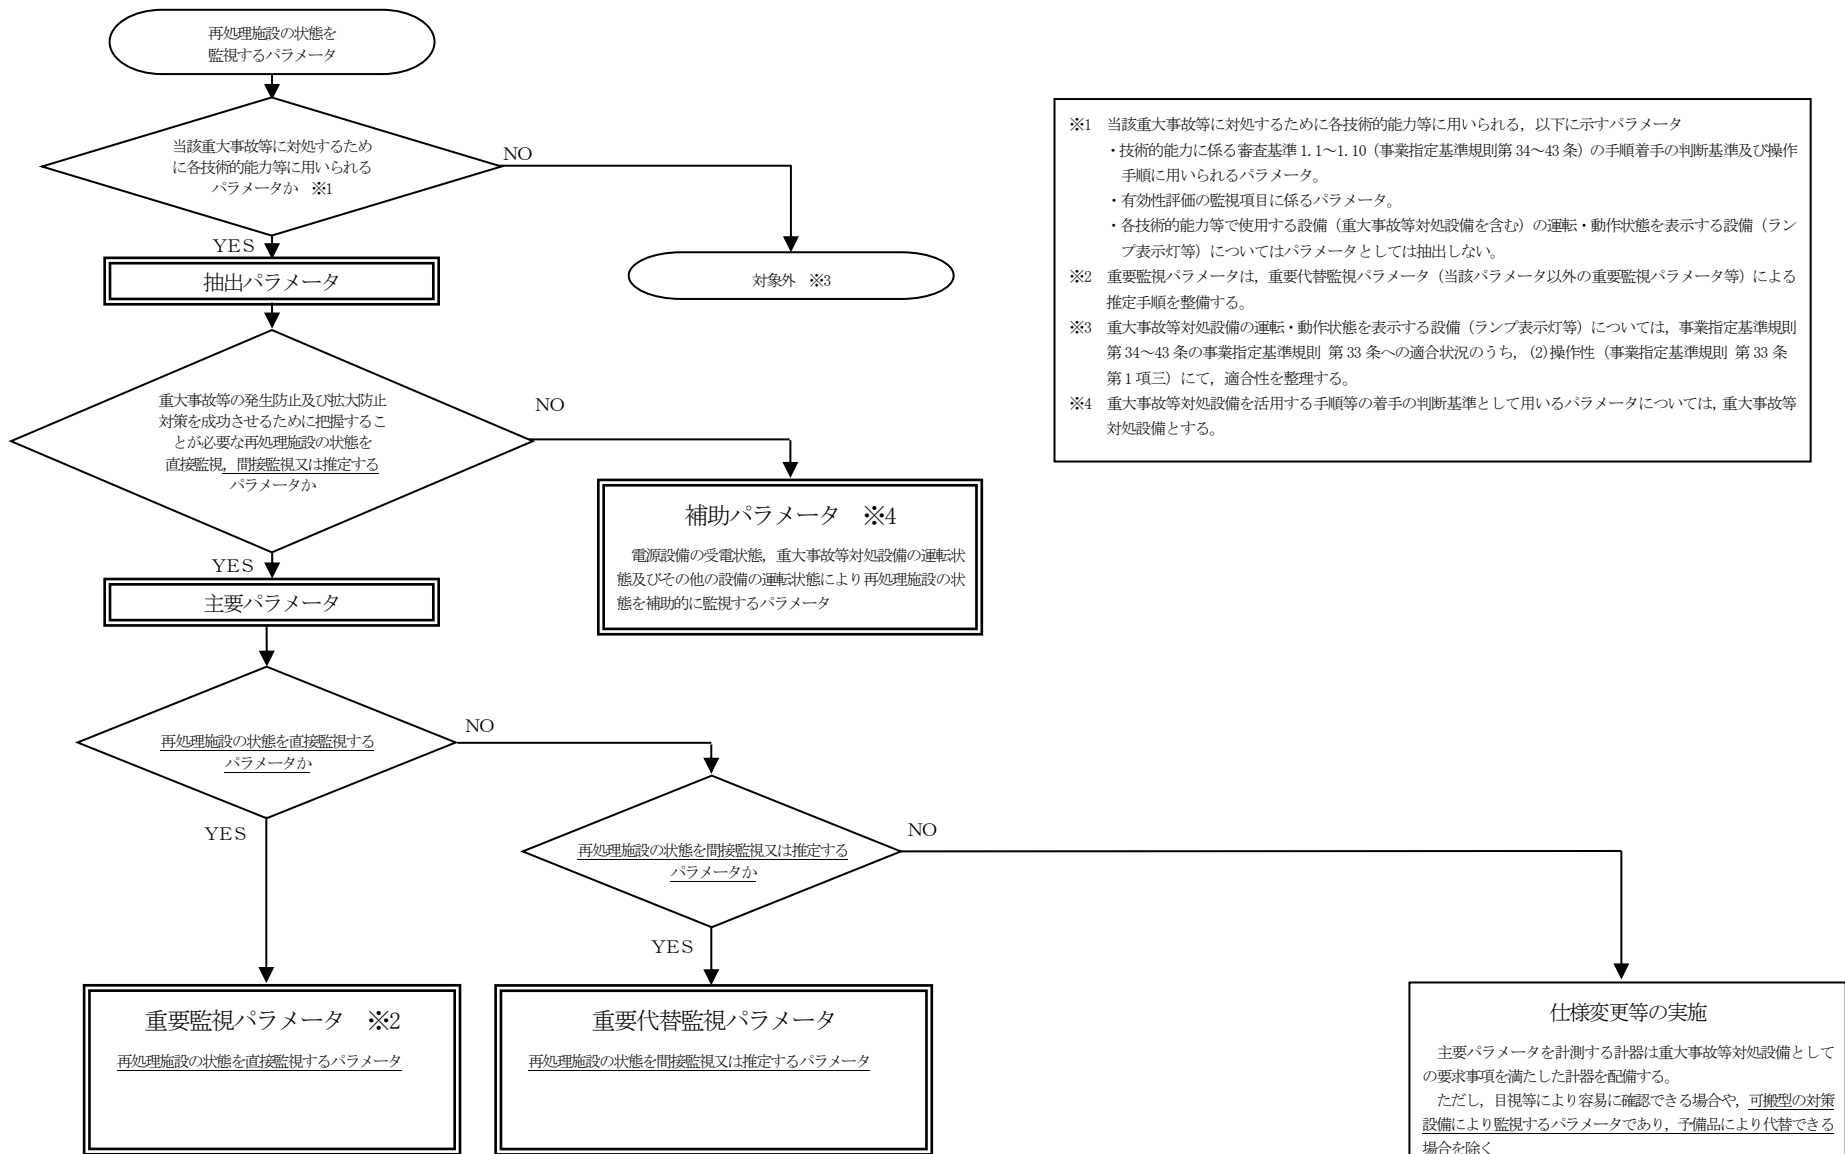 再処理施設の状態を
監視するパラメータ
当該重大事故等に対処するため
に各技術的能力等に用いられる
パラメータか　※1
NO
YES
対象外　※3
抽出パラメータ
重大事故等の発生防止及び拡大防止
対策を成功させるために把握するこ
とが必要な再処理施設の状態を
直接監視，間接監視又は推定する
パラメータか
NO
YES
補助パラメータ　※4
電源設備の受電状態，重大事故等対処設備の運転状
態及びその他の設備の運転状態により再処理施設の状
態を補助的に監視するパラメータ
主要パラメータ
再処理施設の状態を直接監視する
パラメータか
NO
YES
再処理施設の状態を間接監視又は推定する
パラメータか
NO
YES
重要監視パラメータ　※2
再処理施設の状態を直接監視するパラメータ
重要代替監視パラメータ
再処理施設の状態を間接監視又は推定するパラメータ
仕様変更等の実施
主要パラメータを計測する計器は重大事故等対処設備として
の要求事項を満たした計器を配備する。
ただし，目視等により容易に確認できる場合や，可搬型の対策
設備により監視するパラメータであり，予備品により代替できる
場合を除く
※1　当該重大事故等に対処するために各技術的能力等に用いられる，以下に示すパラメータ
・技術的能力に係る審査基準 1.1～1.10（事業指定基準規則第 34～43 条）の手順着手の判断基準及び操作
手順に用いられるパラメータ。
・有効性評価の監視項目に係るパラメータ。
・各技術的能力等で使用する設備（重大事故等対処設備を含む）の運転・動作状態を表示する設備（ラン
プ表示灯等）についてはパラメータとしては抽出しない。
※2　重要監視パラメータは，重要代替監視パラメータ（当該パラメータ以外の重要監視パラメータ等）による
推定手順を整備する。
※3　重大事故等対処設備の運転・動作状態を表示する設備（ランプ表示灯等）については，事業指定基準規則
第 34～43 条の事業指定基準規則 第 33 条への適合状況のうち，(2)操作性（事業指定基準規則 第 33 条
第 1 項三）にて，適合性を整理する。
※4　重大事故等対処設備を活用する手順等の着手の判断基準として用いるパラメータについては，重大事故等
対処設備とする。